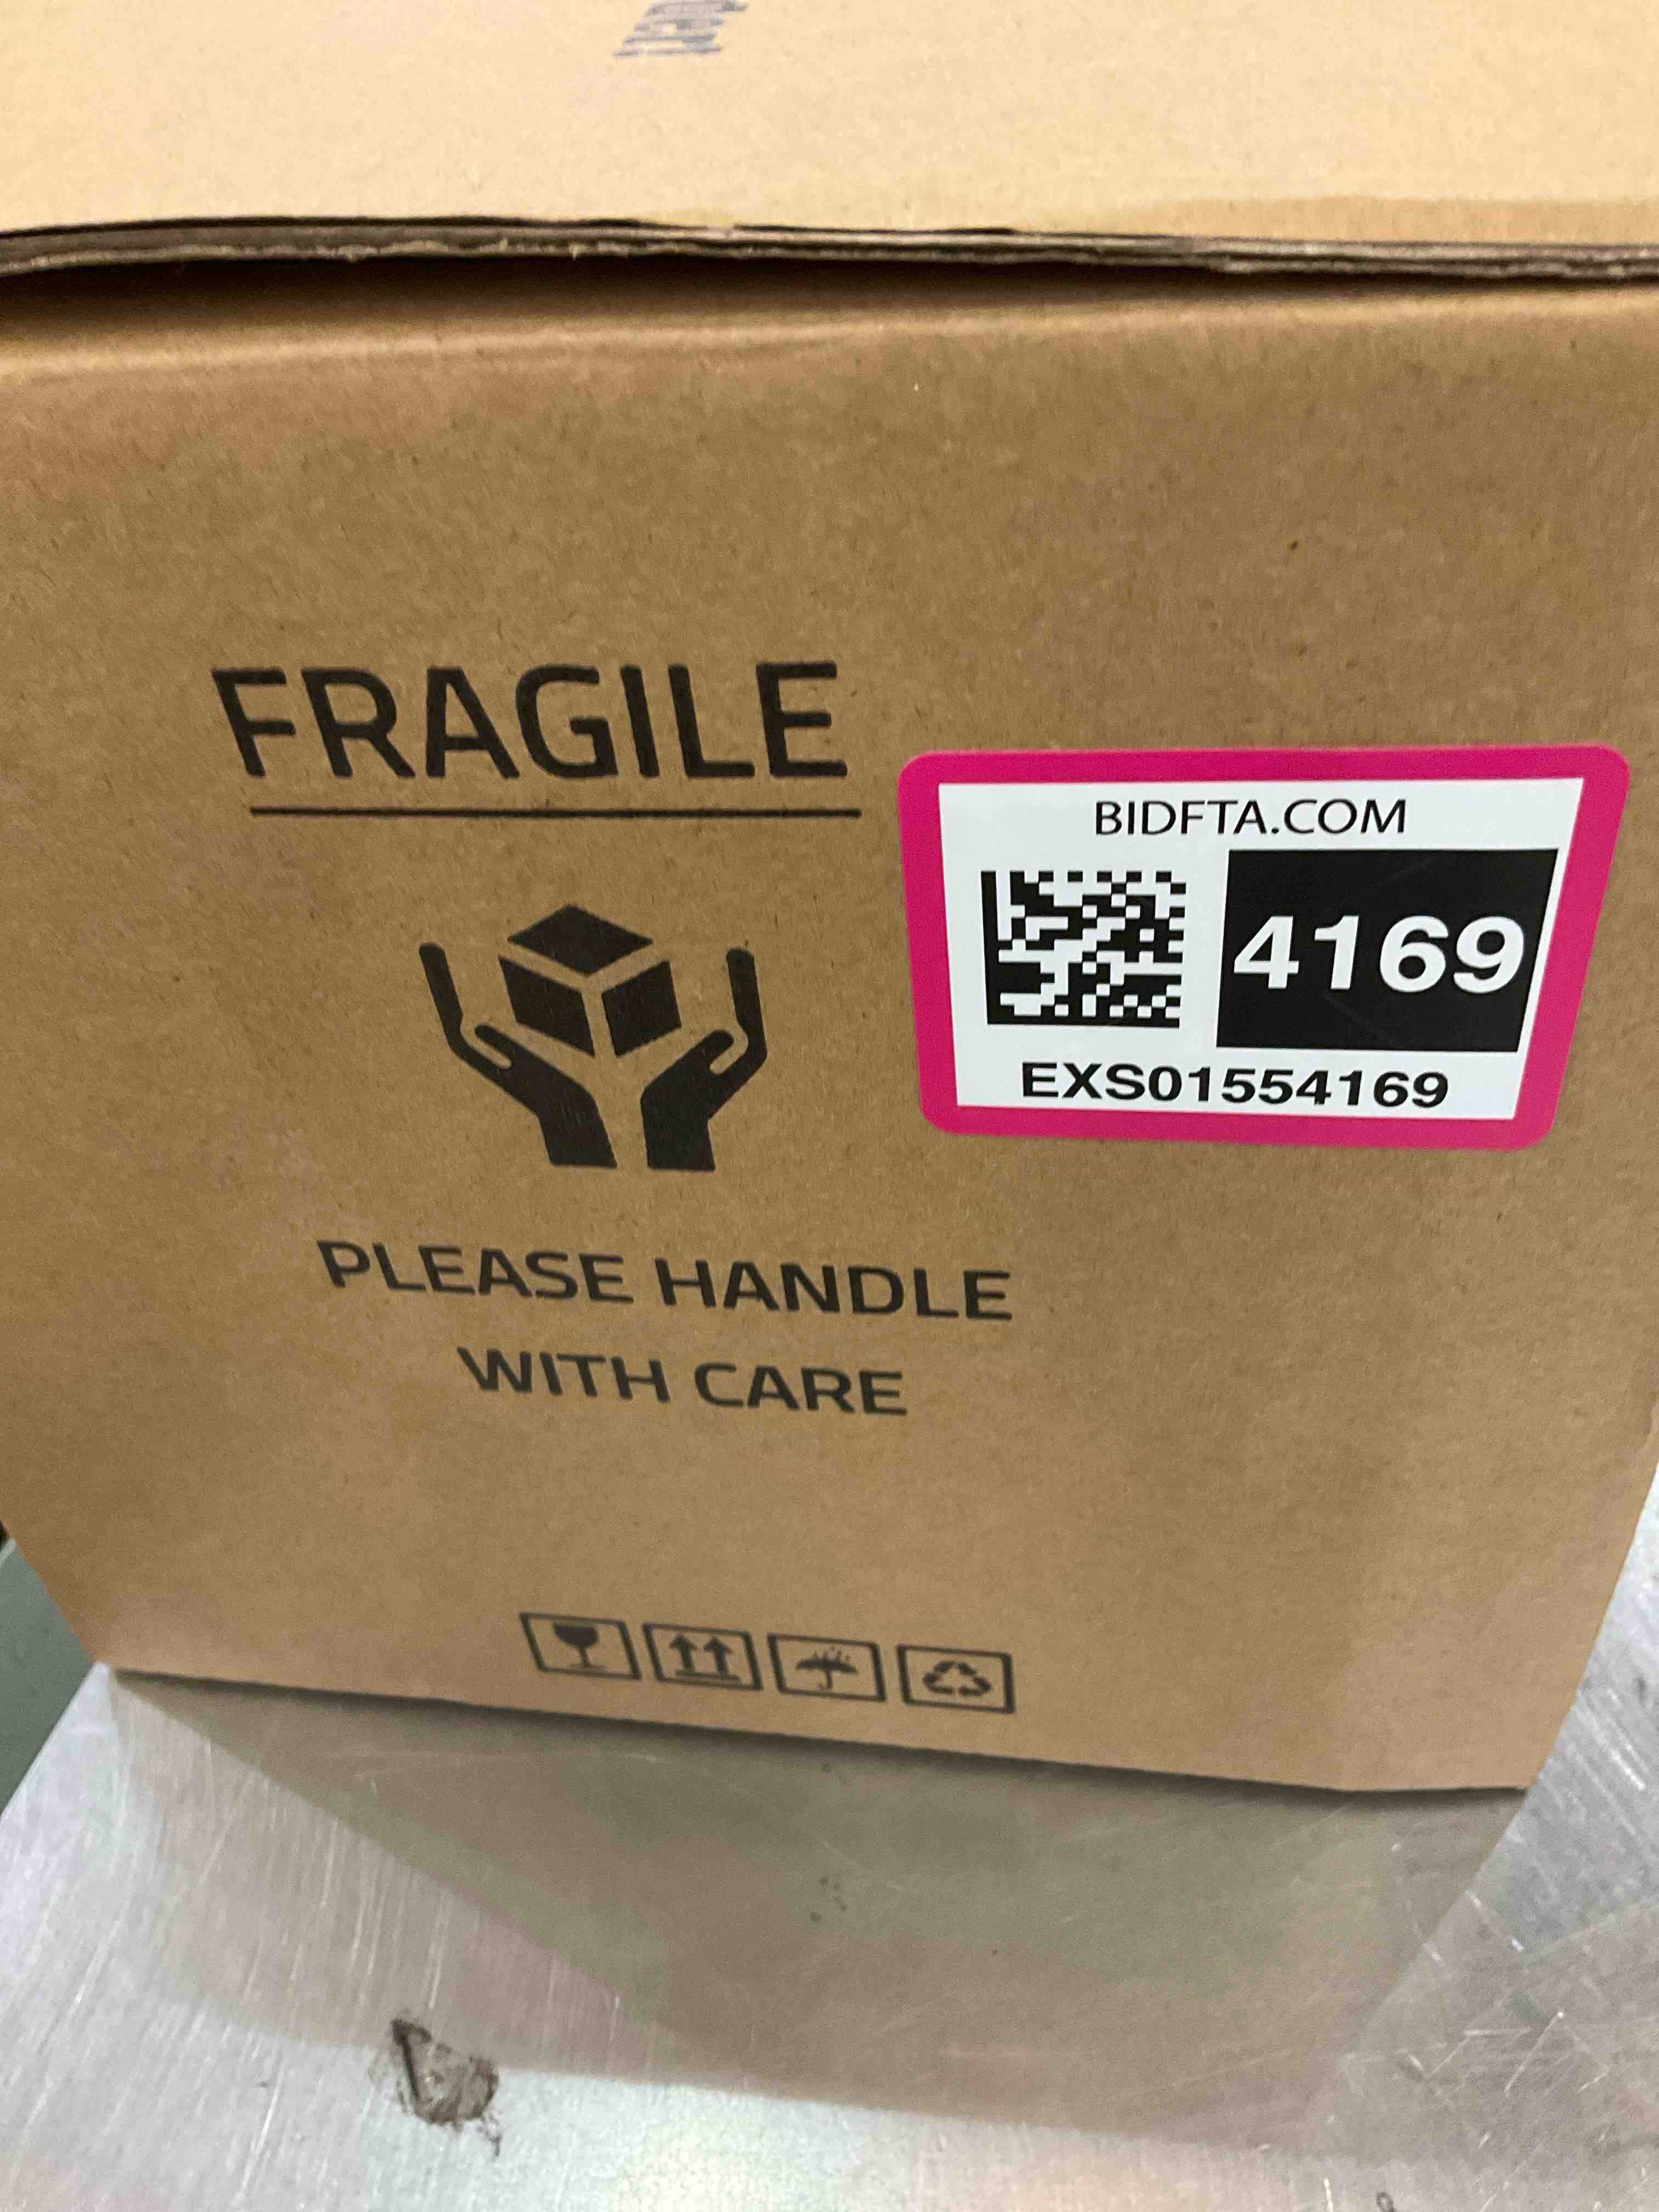 FRAGILE
BIDFTA.COM
4169
EXS01554169
PLEASE HANDLE
WITH CARE